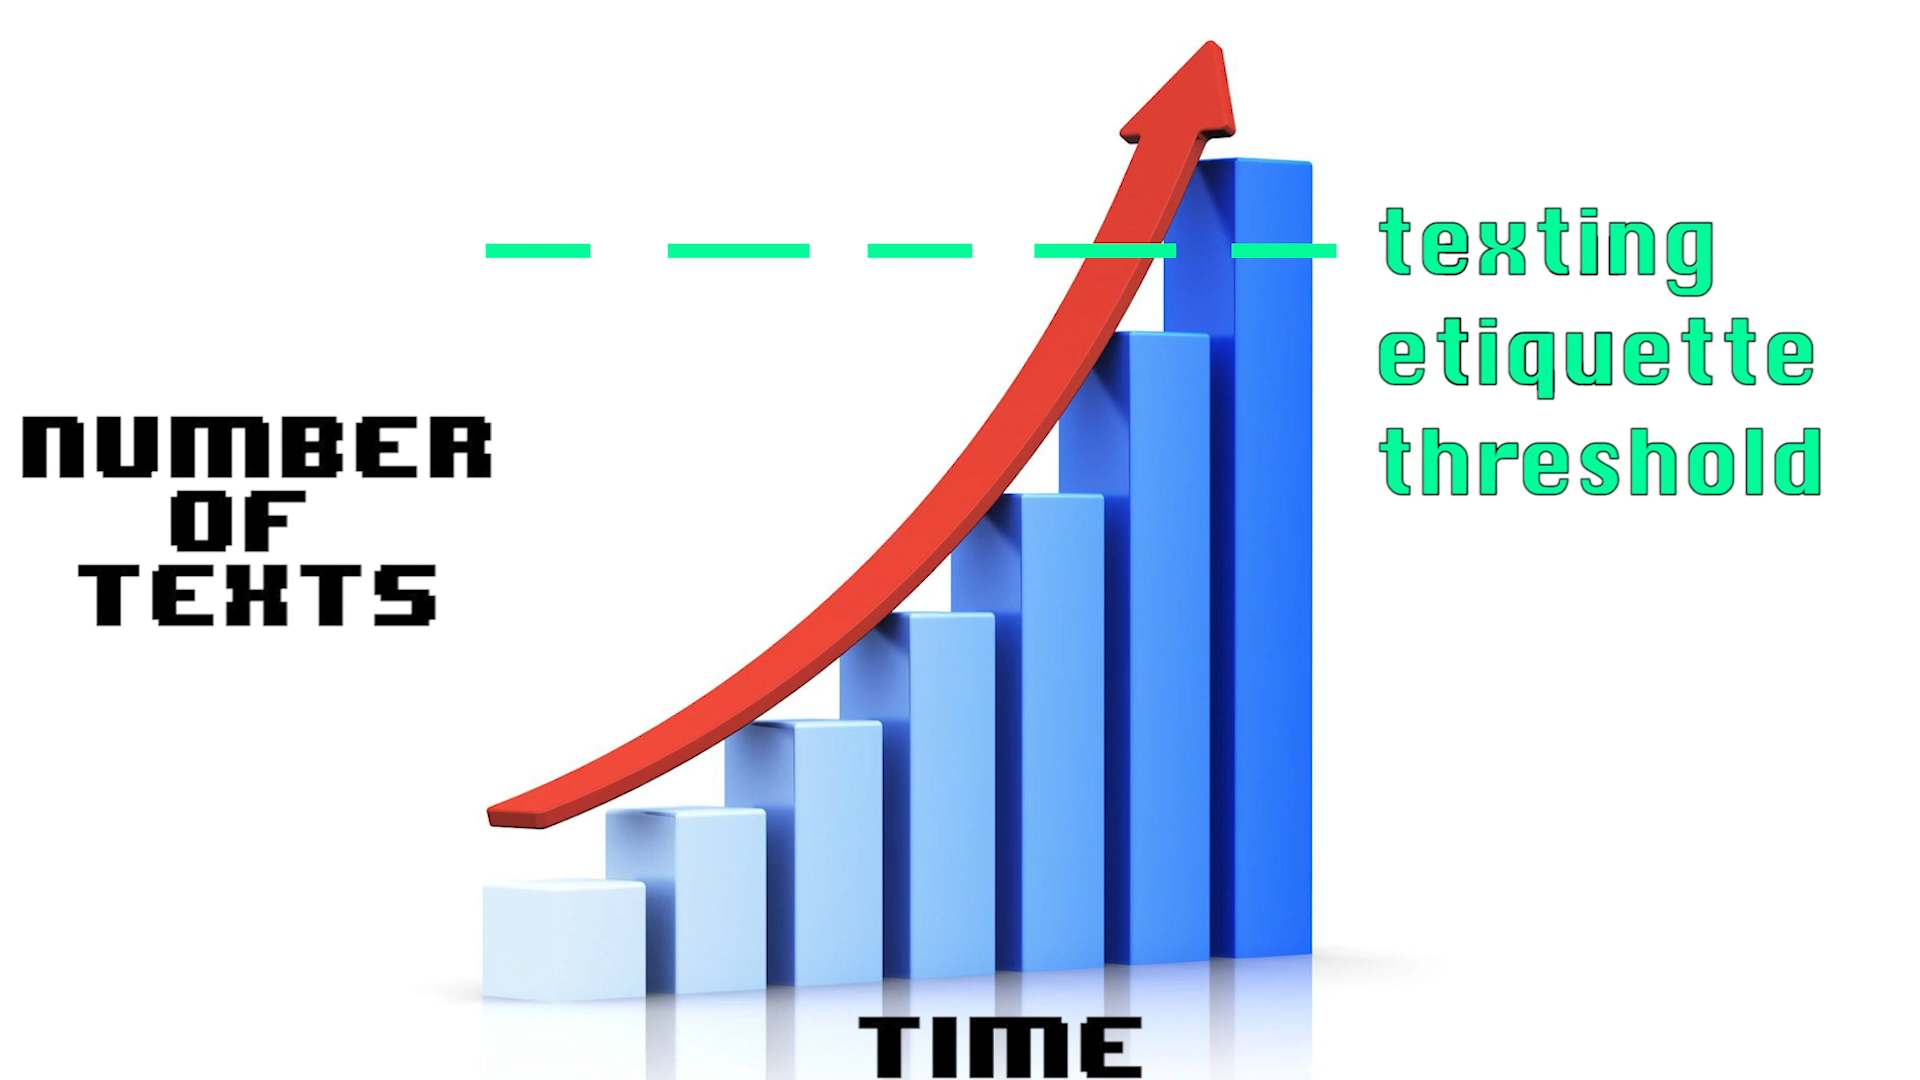 texting
etiquette
threshold
NUMBER
OF
TEXTS
TIME